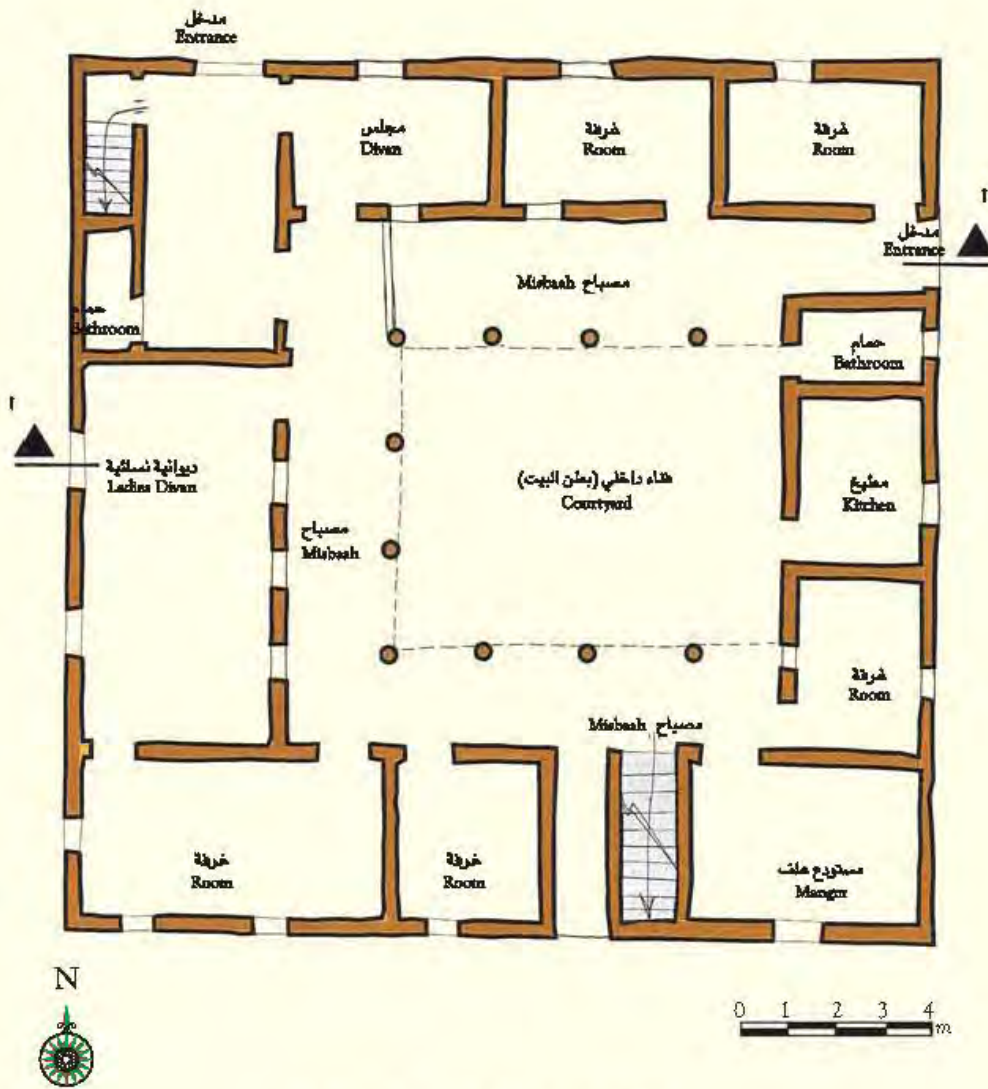 مدخل
Entrance
مجلس
Divan
غرفة
Room
غرفة
Room
مدخل
Entrance
Misbaah مصباح
حمام
Bathroom
حمام
Bathroom
ديوانية نسائية
Ladies Divan
فناء داخلي (بطن البيت)
Courtyard
مطبخ
Kitchen
مصباح
Misbaah
غرفة
Room
Misbaah مصباح
غرفة
Room
غرفة
Room
مستودع علف
Manger
N
0 1 2 3 4
m